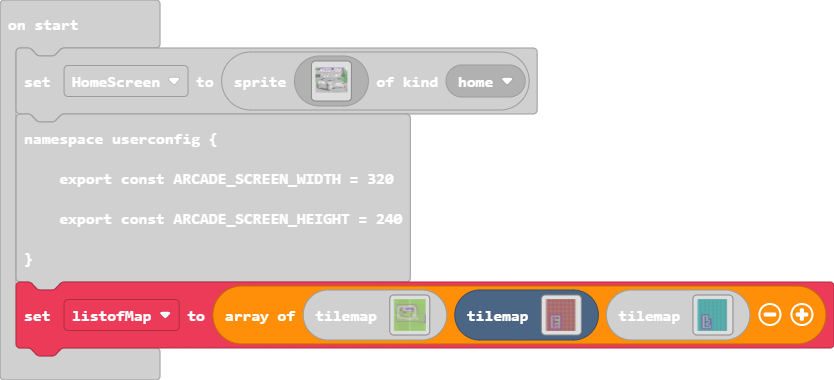 on start
set HomeScreen to sprite of kind home
namespace userconfig {
export const ARCADE_SCREEN_WIDTH = 320
export const ARCADE_SCREEN_HEIGHT = 240
}
set listofMap to array of tilemap tilemap tilemap